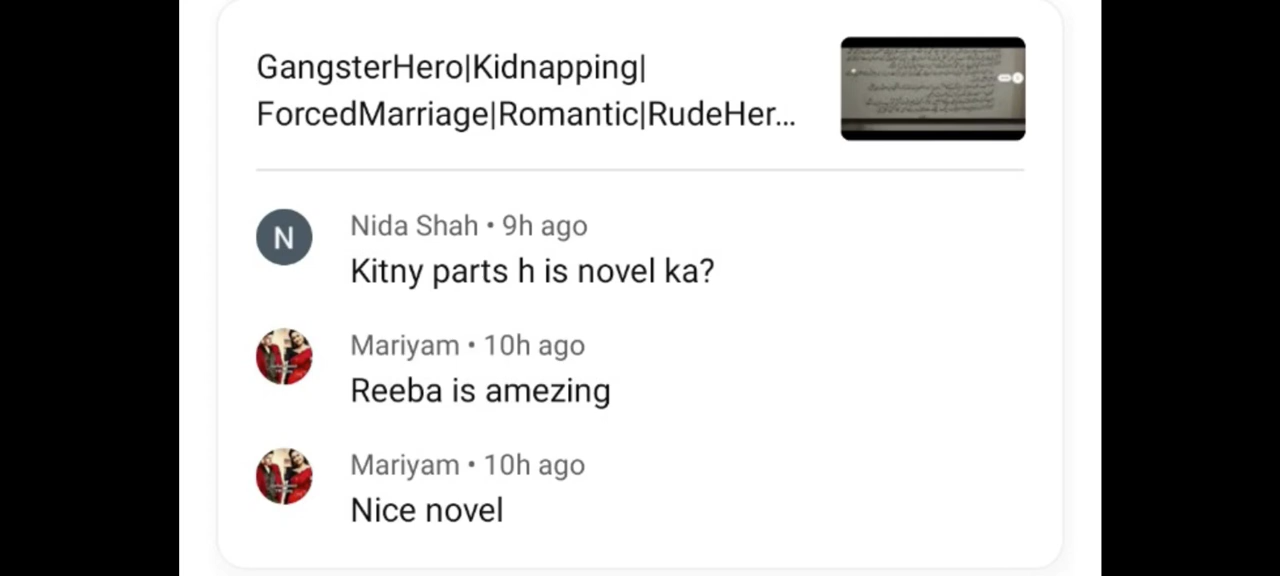 GangsterHero|Kidnapping|
ForcedMarriage|Romantic|RudeHer...
N
Nida Shah • 9h ago
Kitny parts h is novel ka?
Mariyam • 10h ago
Reeba is amezing
Mariyam • 10h ago
Nice novel